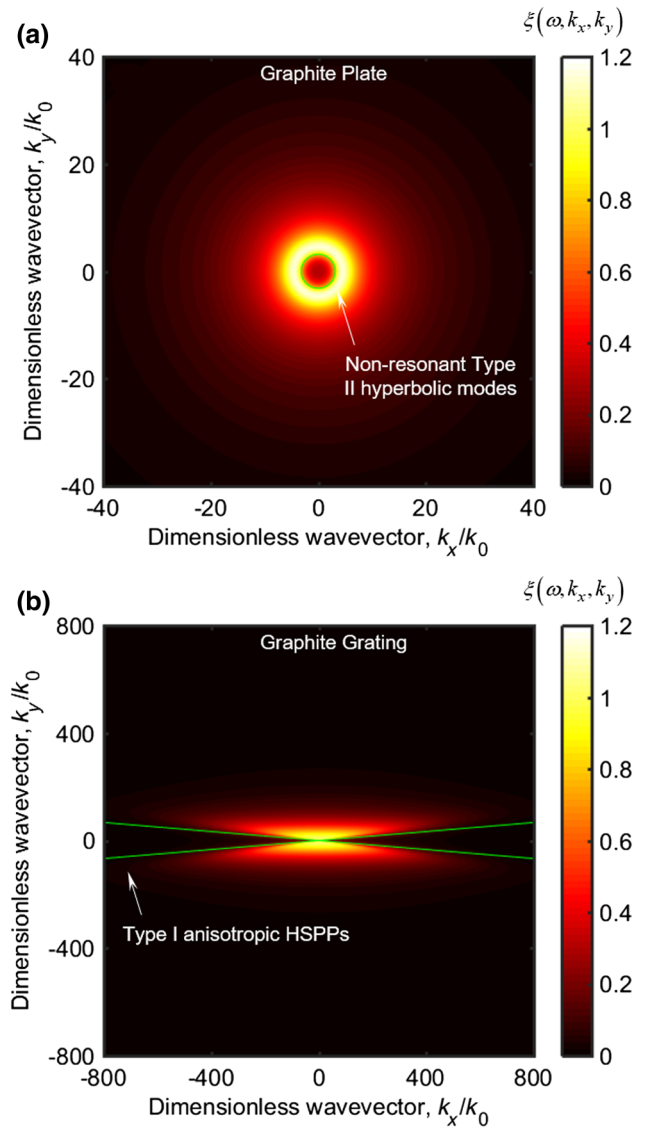 (a)
ξ(ω,kx,ky)
Graphite Plate
40
20
0
-20
-40
Dimensionless wavevector, ky/k0
Non-resonant Type
II hyperbolic modes
-40
-20
0
20
40
Dimensionless wavevector, kx/k0
1.2
1
0.8
0.6
0.4
0.2
0
(b)
ξ(ω,kx,ky)
Graphite Grating
800
400
0
-400
-800
Dimensionless wavevector, ky/k0
Type I anisotropic HSPPs
-800
-400
0
400
800
Dimensionless wavevector, kx/k0
1.2
1
0.8
0.6
0.4
0.2
0